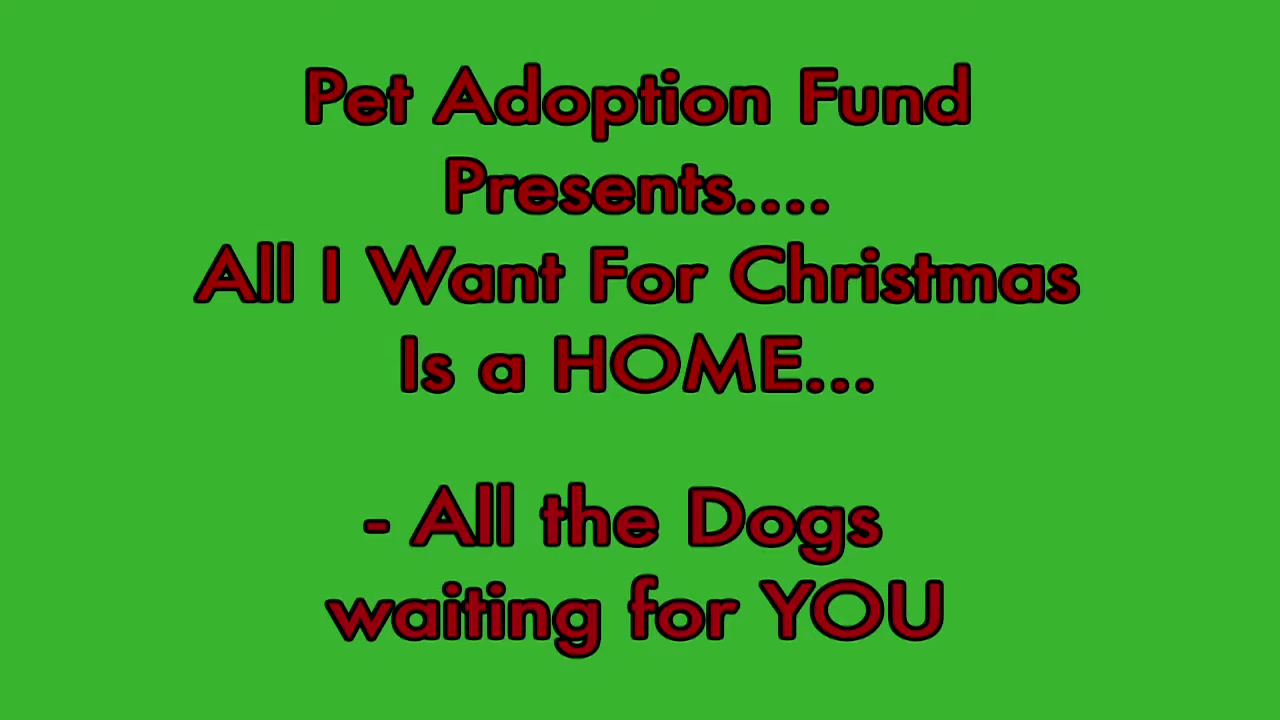 Pet Adoption Fund
Presents....
All I Want For Christmas
Is a HOME...
- All the Dogs
waiting for YOU